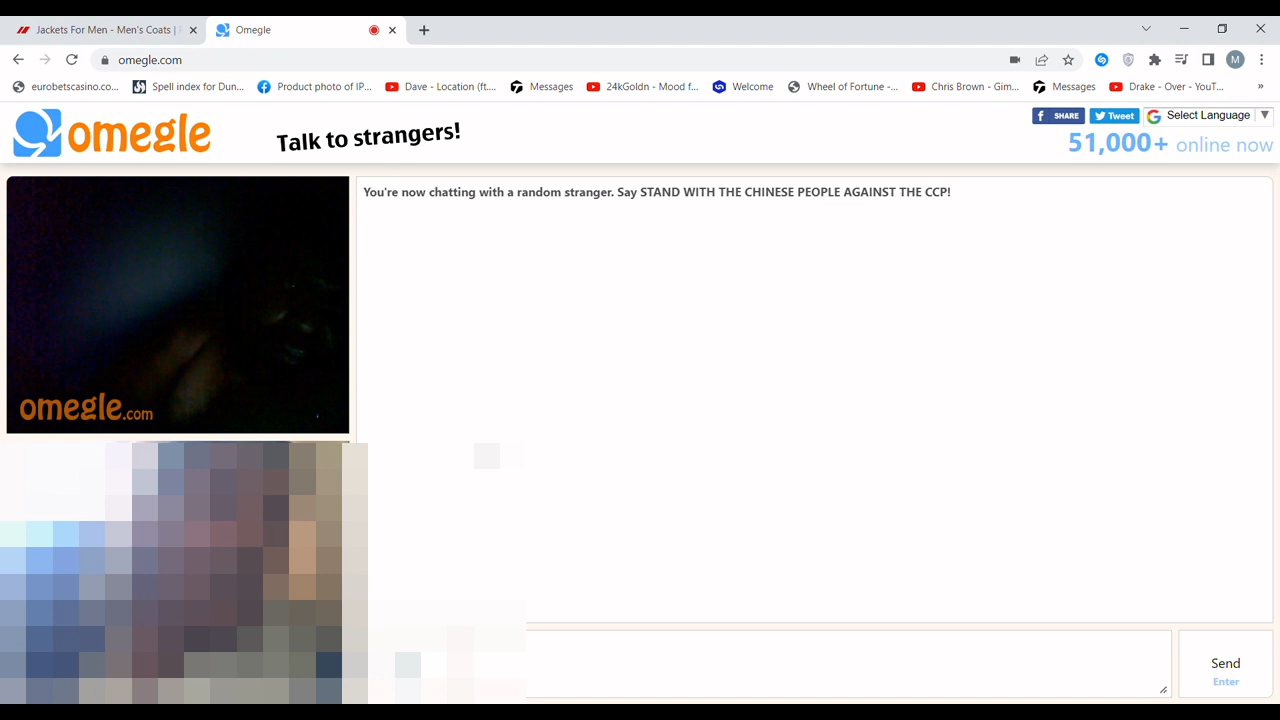 Jackets For Men - Men's Coats |
Omegle
omegle.com
eurobetscasino.co...
Spell index for Dun...
Product photo of IP...
Dave - Location (ft....
Messages
24kGoldn - Mood f...
Welcome
Wheel of Fortune -...
Chris Brown - Gim...
Messages
Drake - Over - YouT...
»
M
omegle
Talk to strangers!
SHARE
Tweet
Select Language
51,000+ online now
You're now chatting with a random stranger. Say STAND WITH THE CHINESE PEOPLE AGAINST THE CCP!
omegle.com
Send
Enter